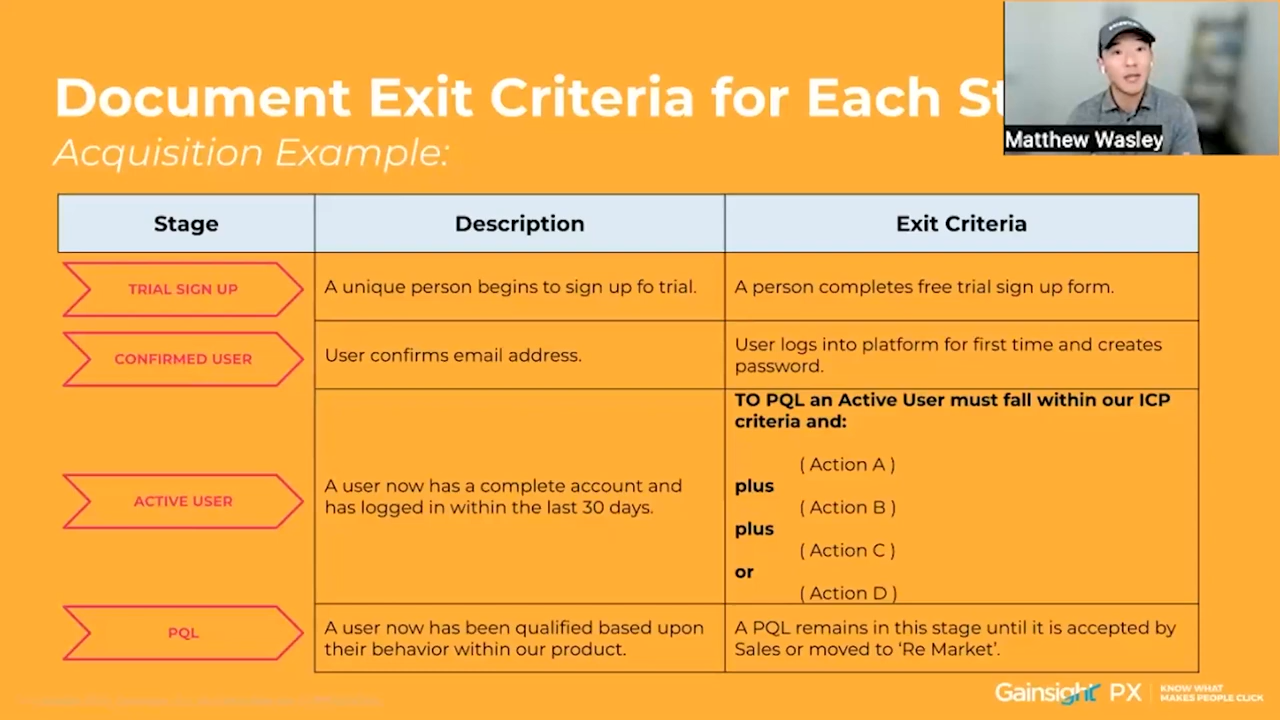 Document Exit Criteria for Each St
Acquisition Example:
Matthew Wasley
Stage
Description
Exit Criteria
TRIAL SIGN UP
A unique person begins to sign up fo trial.
A person completes free trial sign up form.
CONFIRMED USER
User confirms email address.
User logs into platform for first time and creates
password.
ACTIVE USER
A user now has a complete account and
has logged in within the last 30 days.
TO PQL an Active User must fall within our ICP
criteria and:
( Action A )
plus
( Action B )
plus
( Action C )
or
( Action D )
PQL
A user now has been qualified based upon
their behavior within our product.
A PQL remains in this stage until it is accepted by
Sales or moved to ‘Re Market’.
Gainsight PX
KNOW WHAT
MAKES PEOPLE CLICK